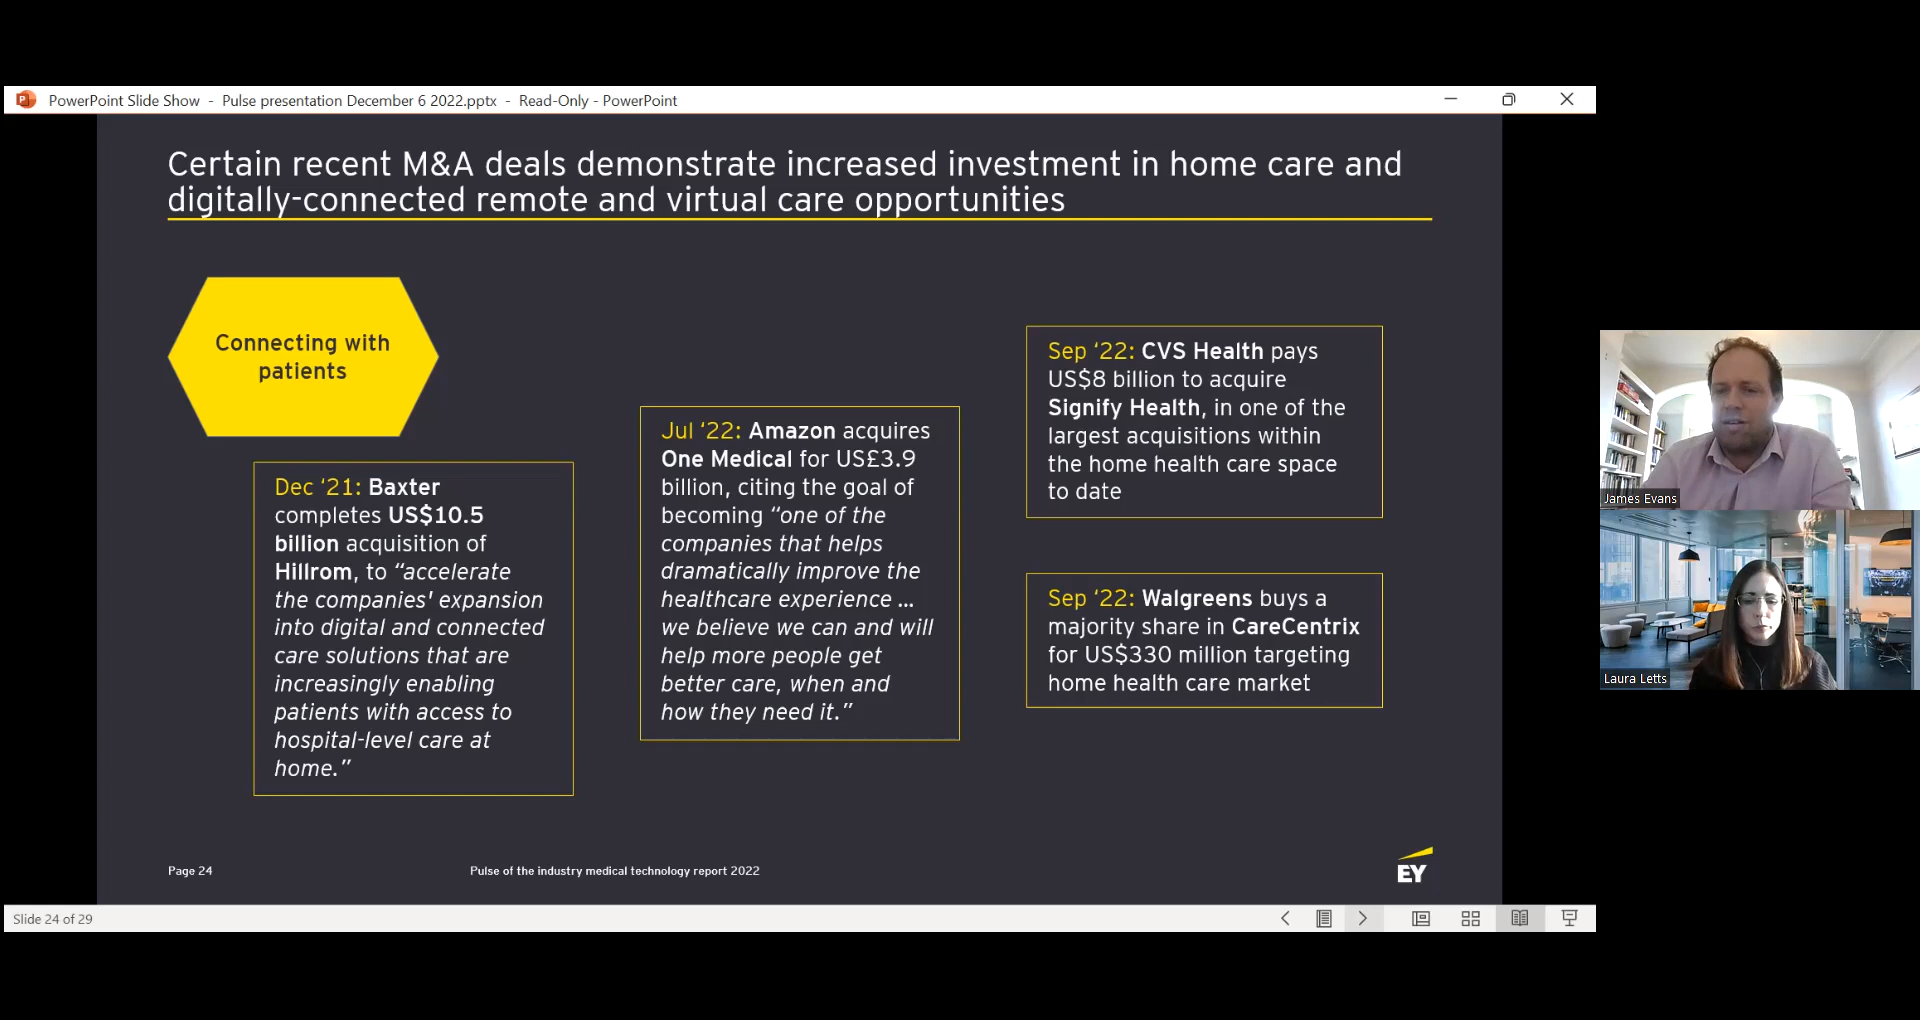 PowerPoint Slide Show - Pulse presentation December 6 2022.pptx - Read-Only - PowerPoint
Certain recent M&A deals demonstrate increased investment in home care and
digitally-connected remote and virtual care opportunities
Connecting with
patients
Dec ‘21: Baxter
completes US$10.5
billion acquisition of
Hillrom, to “accelerate
the companies' expansion
into digital and connected
care solutions that are
increasingly enabling
patients with access to
hospital-level care at
home.”
Jul ‘22: Amazon acquires
One Medical for US£3.9
billion, citing the goal of
becoming “one of the
companies that helps
dramatically improve the
healthcare experience ...
we believe we can and will
help more people get
better care, when and
how they need it.”
Sep ‘22: CVS Health pays
US$8 billion to acquire
Signify Health, in one of the
largest acquisitions within
the home health care space
to date
Sep ‘22: Walgreens buys a
majority share in CareCentrix
for US$330 million targeting
home health care market
Page 24
Pulse of the industry medical technology report 2022
EY
Slide 24 of 29
James Evans
Laura Letts